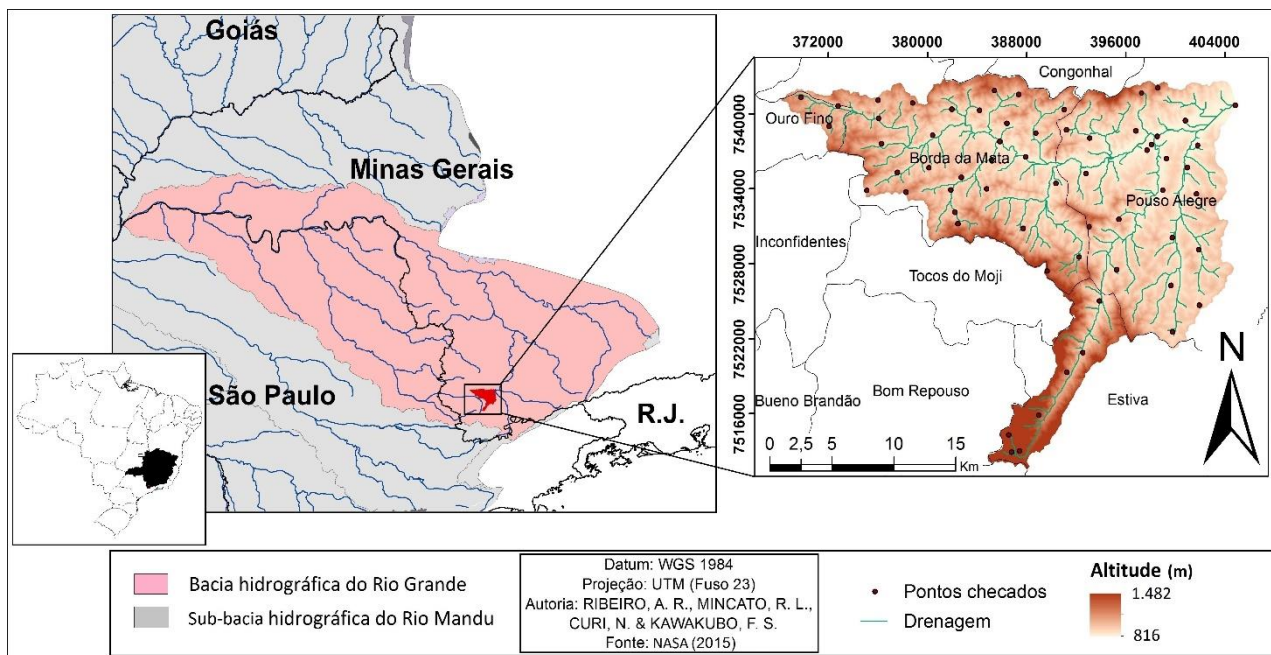 Goiás
Minas Gerais
São Paulo
R.J.
372000 380000 388000 396000 404000
7540000
7534000
7528000
7522000
7516000
Congonhal
Ouro Fino
Borda da Mata
Pouso Alegre
Inconfidentes
Tocos do Moji
Bom Repouso
Bueno Brandão
Estiva
N
0 2,5 5 10 15
Km
Bacia hidrográfica do Rio Grande
Sub-bacia hidrográfica do Rio Mandu
Datum: WGS 1984
Projeção: UTM (Fuso 23)
Autoria: RIBEIRO, A. R., MINCATO, R. L.,
CURI, N. & KAWAKUBO, F. S.
Fonte: NASA (2015)
Pontos checados
Drenagem
Altitude (m)
1.482
816